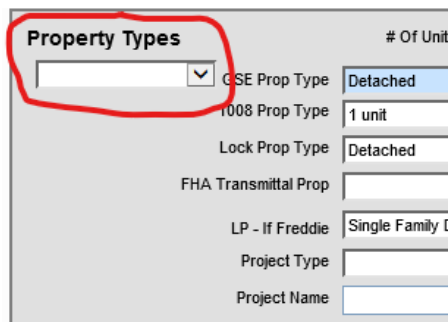 Property Types
# Of Unit
GSE Prop Type Detached
1008 Prop Type 1 unit
Lock Prop Type Detached
FHA Transmittal Prop
LP - If Freddie Single Family
Project Type
Project Name